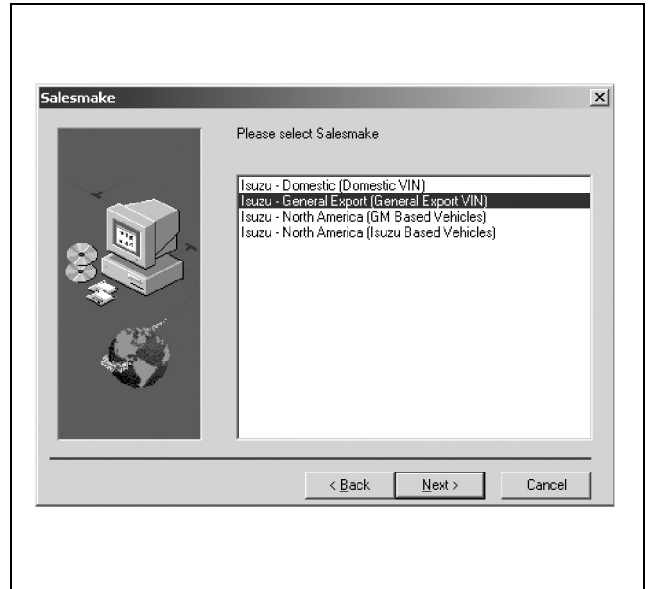 Salesmake
Please select Salesmake
Isuzu - Domestic (Domestic VIN)
Isuzu - General Export (General Export VIN)
Isuzu - North America (GM Based Vehicles)
Isuzu - North America (Isuzu Based Vehicles)
< Back Next > Cancel